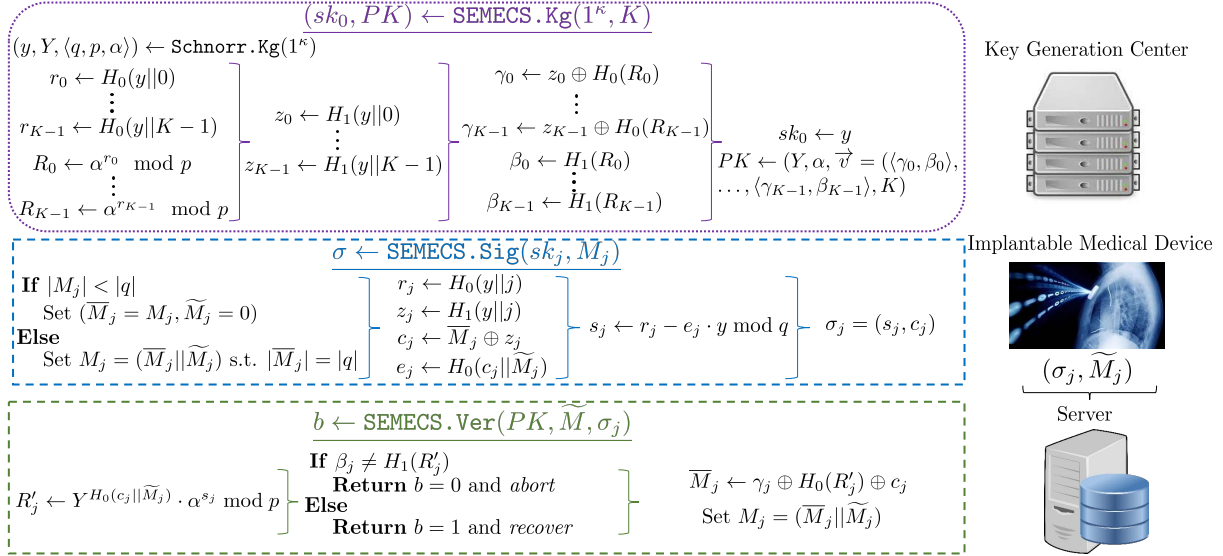 (sk₀, PK) ← SEMECS.Kg(1^κ, K)
(y, Y, ⟨q, p, α⟩) ← Schnorr.Kg(1^κ)
r₀ ← H₀(y||0)
⋮
r_{K−1} ← H₀(y||K − 1)
R₀ ← α^{r₀} mod p
⋮
R_{K−1} ← α^{r_{K−1}} mod p
z₀ ← H₁(y||0)
⋮
z_{K−1} ← H₁(y||K − 1)
γ₀ ← z₀ ⊕ H₀(R₀)
⋮
γ_{K−1} ← z_{K−1} ⊕ H₀(R_{K−1})
β₀ ← H₁(R₀)
⋮
β_{K−1} ← H₁(R_{K−1})
sk₀ ← y
PK ← (Y, α, v⃗ = (⟨γ₀, β₀⟩,
..., ⟨γ_{K−1}, β_{K−1}⟩, K)
Key Generation Center
σ ← SEMECS.Sig(sk_j, M_j)
If |M_j| < |q|
Set (M̅_j = M_j, M̃_j = 0)
Else
Set M_j = (M̅_j||M̃_j) s.t. |M̅_j| = |q|
r_j ← H₀(y||j)
z_j ← H₁(y||j)
c_j ← M̅_j ⊕ z_j
e_j ← H₀(c_j||M̃_j)
s_j ← r_j − e_j · y mod q
σ_j = (s_j, c_j)
Implantable Medical Device
(σ_j, M̃_j)
Server
b ← SEMECS.Ver(PK, M̃, σ_j)
R′_j ← Y^{H₀(c_j||M̃_j)} · α^{s_j} mod p
If β_j ≠ H₁(R′_j)
Return b = 0 and abort
Else
Return b = 1 and recover
M̅_j ← γ_j ⊕ H₀(R′_j) ⊕ c_j
Set M_j = (M̅_j||M̃_j)